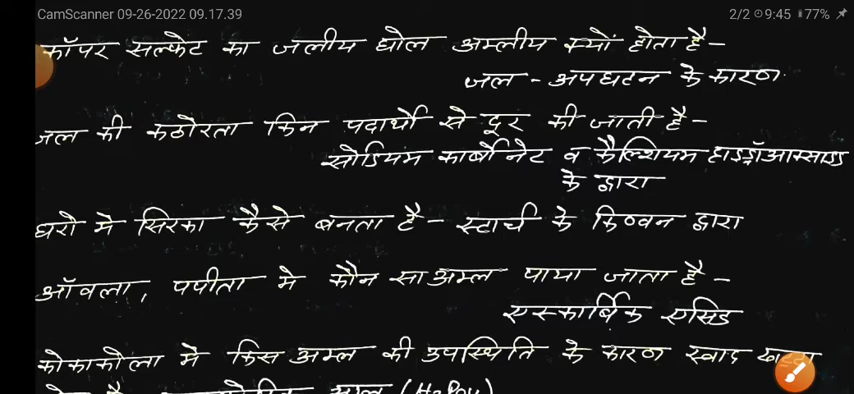 CamScanner 09-26-2022 09.17.39
2/2 9:45 77%
कॉपर सल्फेट का जलीय घोल अम्लीय क्यों होता है-
जल - अपघटन के कारण
जल की कठोरता किन पदार्थो से दूर की जाती है-
सोडियम कार्बोनेट व कैल्शियम हाइड्रॉआक्साइड
के द्वारा
घरो मे सिरका कैसे बनता है- स्टार्च के किण्वन द्वारा
ऑवला, पपीता मे कौन सा अम्ल पाया जाता है-
एस्कार्बिक एसिड
कोकाकोला मे किस अम्ल की उपस्थिति के कारण स्वाद खट्टा